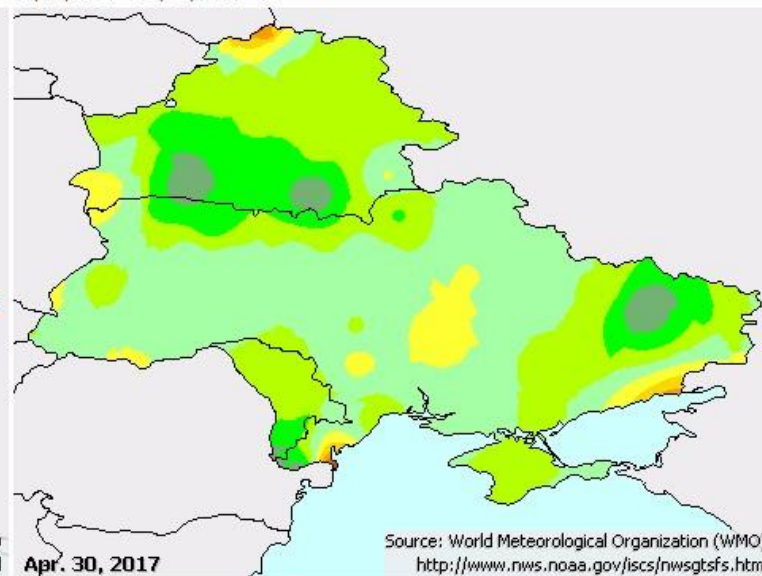 Source: World Meteorological Organization (WMO)
Apr. 30, 2017
http://www.nws.noaa.gov/iscs/nwsgtsfs.htm